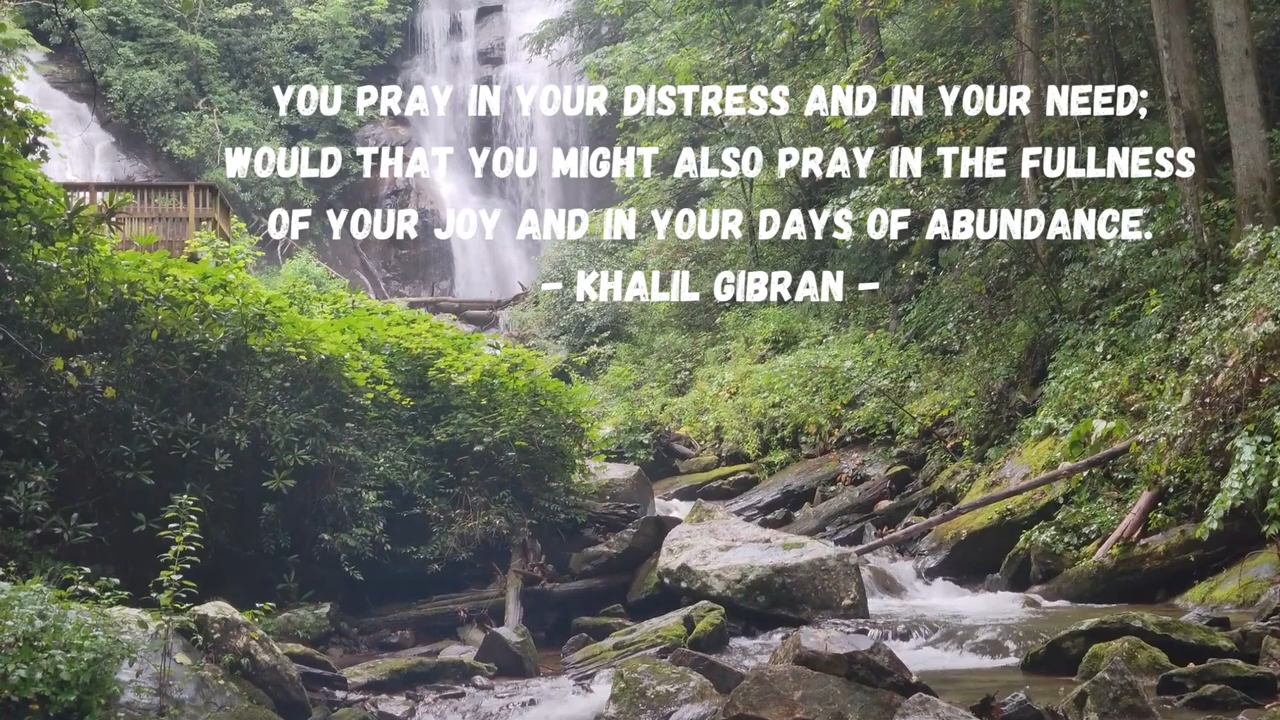 YOU PRAY IN YOUR DISTRESS AND IN YOUR NEED;
WOULD THAT YOU MIGHT ALSO PRAY IN THE FULLNESS
OF YOUR JOY AND IN YOUR DAYS OF ABUNDANCE.
- KHALIL GIBRAN -